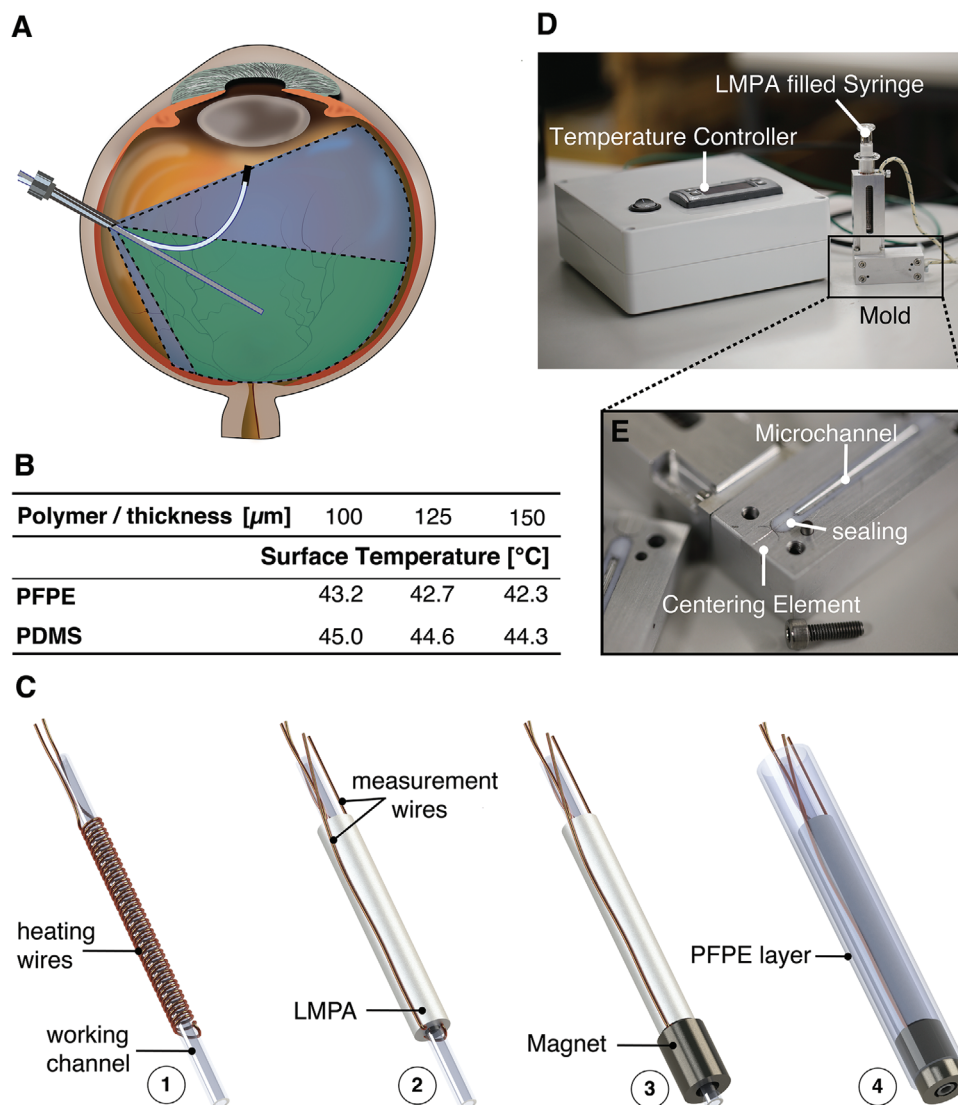 A
D
LMPA filled Syringe
Temperature Controller
Mold
E
Microchannel
sealing
Centering Element
B
Polymer / thickness [µm] 100 125 150
Surface Temperature [°C]
PFPE 43.2 42.7 42.3
PDMS 45.0 44.6 44.3
C
heating
wires
working
channel
1
measurement
wires
LMPA
2
Magnet
3
PFPE layer
4